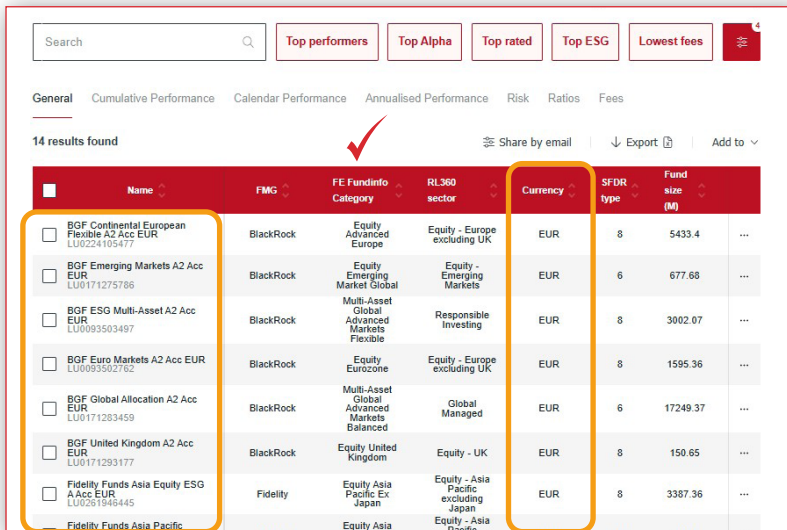 4
Search
Top performers
Top Alpha
Top rated
Top ESG
Lowest fees
General
Cumulative Performance
Calendar Performance
Annualised Performance
Risk
Ratios
Fees
14 results found
Share by email
Export
Add to
Name
FMG
FE Fundinfo
Category
RL360
sector
Currency
SFDR
type
Fund
size
(M)
BGF Continental European
Flexible A2 Acc EUR
LU0224105477
BlackRock
Equity
Advanced
Europe
Equity - Europe
excluding UK
EUR
8
5433.4
...
BGF Emerging Markets A2 Acc
EUR
LU0171275786
BlackRock
Equity
Emerging
Market Global
Equity -
Emerging
Markets
EUR
6
677.68
...
BGF ESG Multi-Asset A2 Acc
EUR
LU0093503497
BlackRock
Multi-Asset
Global
Advanced
Markets
Flexible
Responsible
Investing
EUR
8
3002.07
...
BGF Euro Markets A2 Acc EUR
LU0093502762
BlackRock
Equity
Eurozone
Equity - Europe
excluding UK
EUR
8
1595.36
...
BGF Global Allocation A2 Acc
EUR
LU0171283459
BlackRock
Multi-Asset
Global
Advanced
Markets
Balanced
Global
Managed
EUR
6
17249.37
...
BGF United Kingdom A2 Acc
EUR
LU0171293177
BlackRock
Equity United
Kingdom
Equity - UK
EUR
8
150.65
...
Fidelity Funds Asia Equity ESG
A Acc EUR
LU0261946445
Fidelity
Equity Asia
Pacific Ex
Japan
Equity - Asia
Pacific
excluding
Japan
EUR
8
3387.36
...
Fidelity Funds Asia Pacific
Equity Asia
Equity - Asia
Pacific